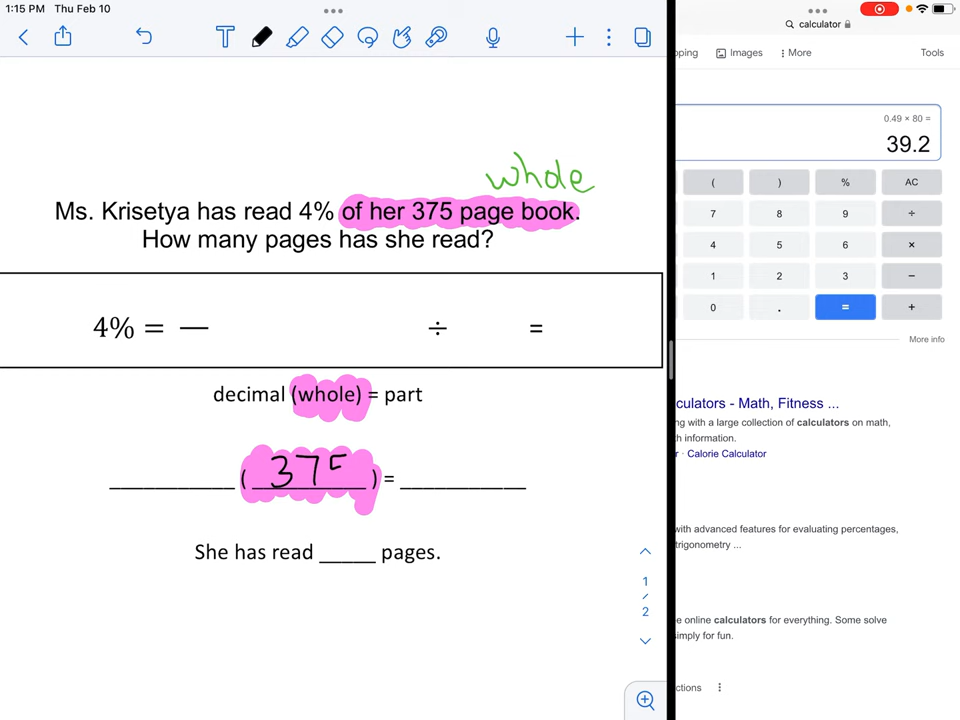 1:15 PM Thu Feb 10
whole
Ms. Krisetya has read 4% of her 375 page book.
How many pages has she read?
4% = — ÷ =
decimal (whole) = part
___________ ( 375 ) = ____________
She has read _____ pages.
1
/
2
calculator
pping Images More Tools
0.49 × 80 =
39.2
( ) % AC
7 8 9 ÷
4 5 6 ×
1 2 3 −
0 . = +
More info
culators - Math, Fitness ...
ng with a large collection of calculators on math,
h information.
r · Calorie Calculator
with advanced features for evaluating percentages,
trigonometry ...
e online calculators for everything. Some solve
simply for fun.
ctions